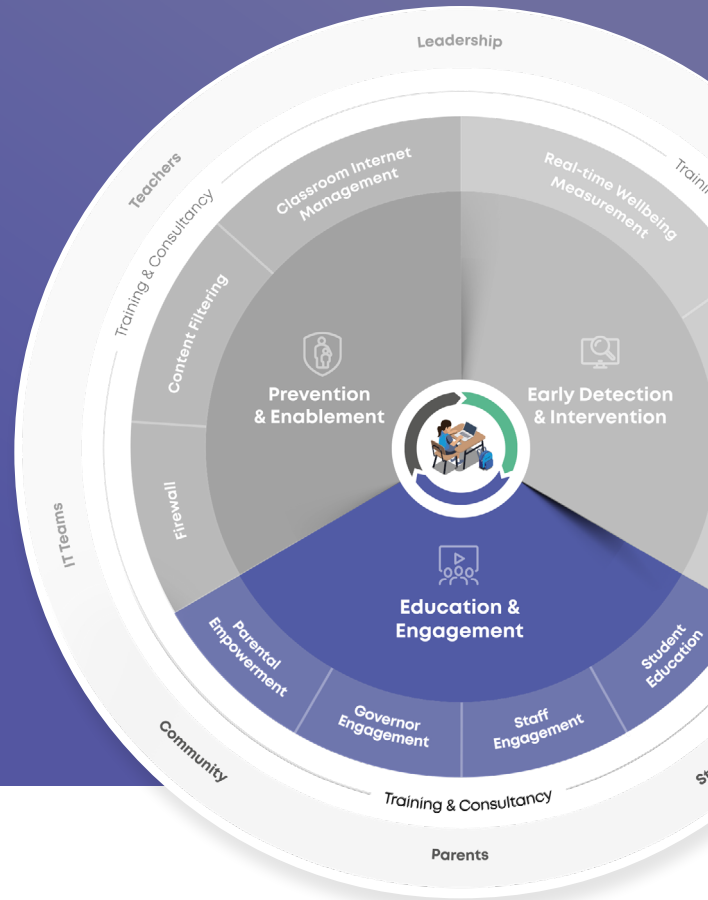 Leadership
Teachers
Training & Consultancy
Classroom Internet
Management
Real-time Wellbeing
Measurement
Content Filtering
Prevention
& Enablement
Early Detection
& Intervention
Firewall
IT Teams
Education &
Engagement
Parental
Empowerment
Governor
Engagement
Staff
Engagement
Student
Education
Community
Training & Consultancy
Parents